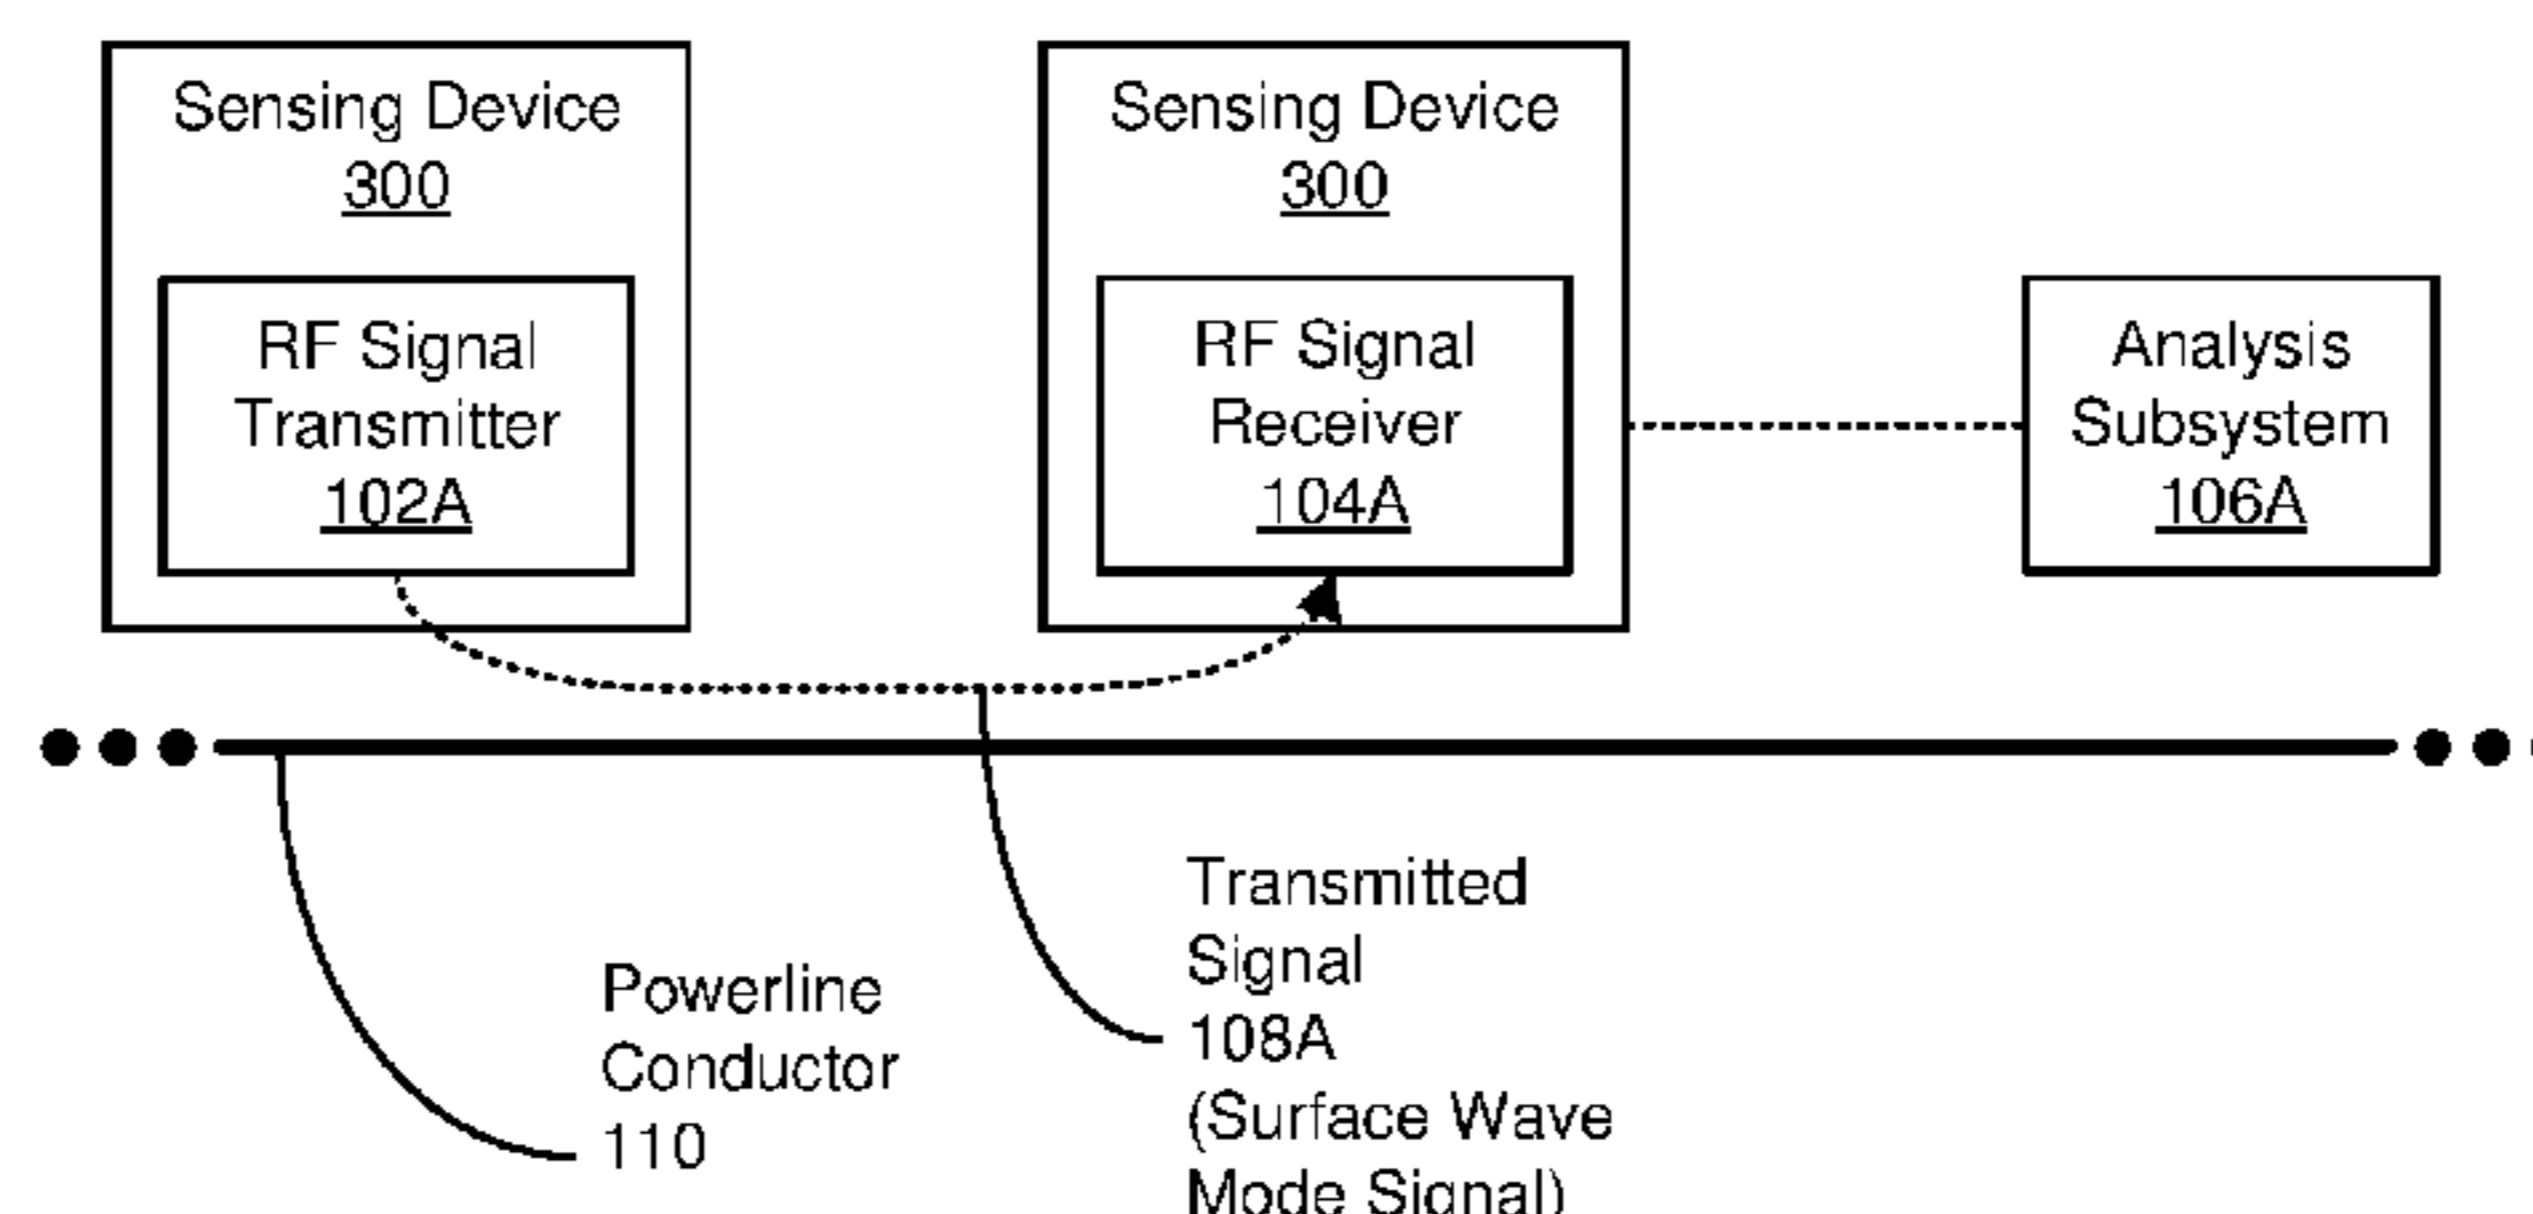 Sensing Device
300
RF Signal
Transmitter
102A
Sensing Device
300
RF Signal
Receiver
104A
Analysis
Subsystem
106A
Powerline
Conductor
110
Transmitted
Signal
108A
(Surface Wave
Mode Signal)